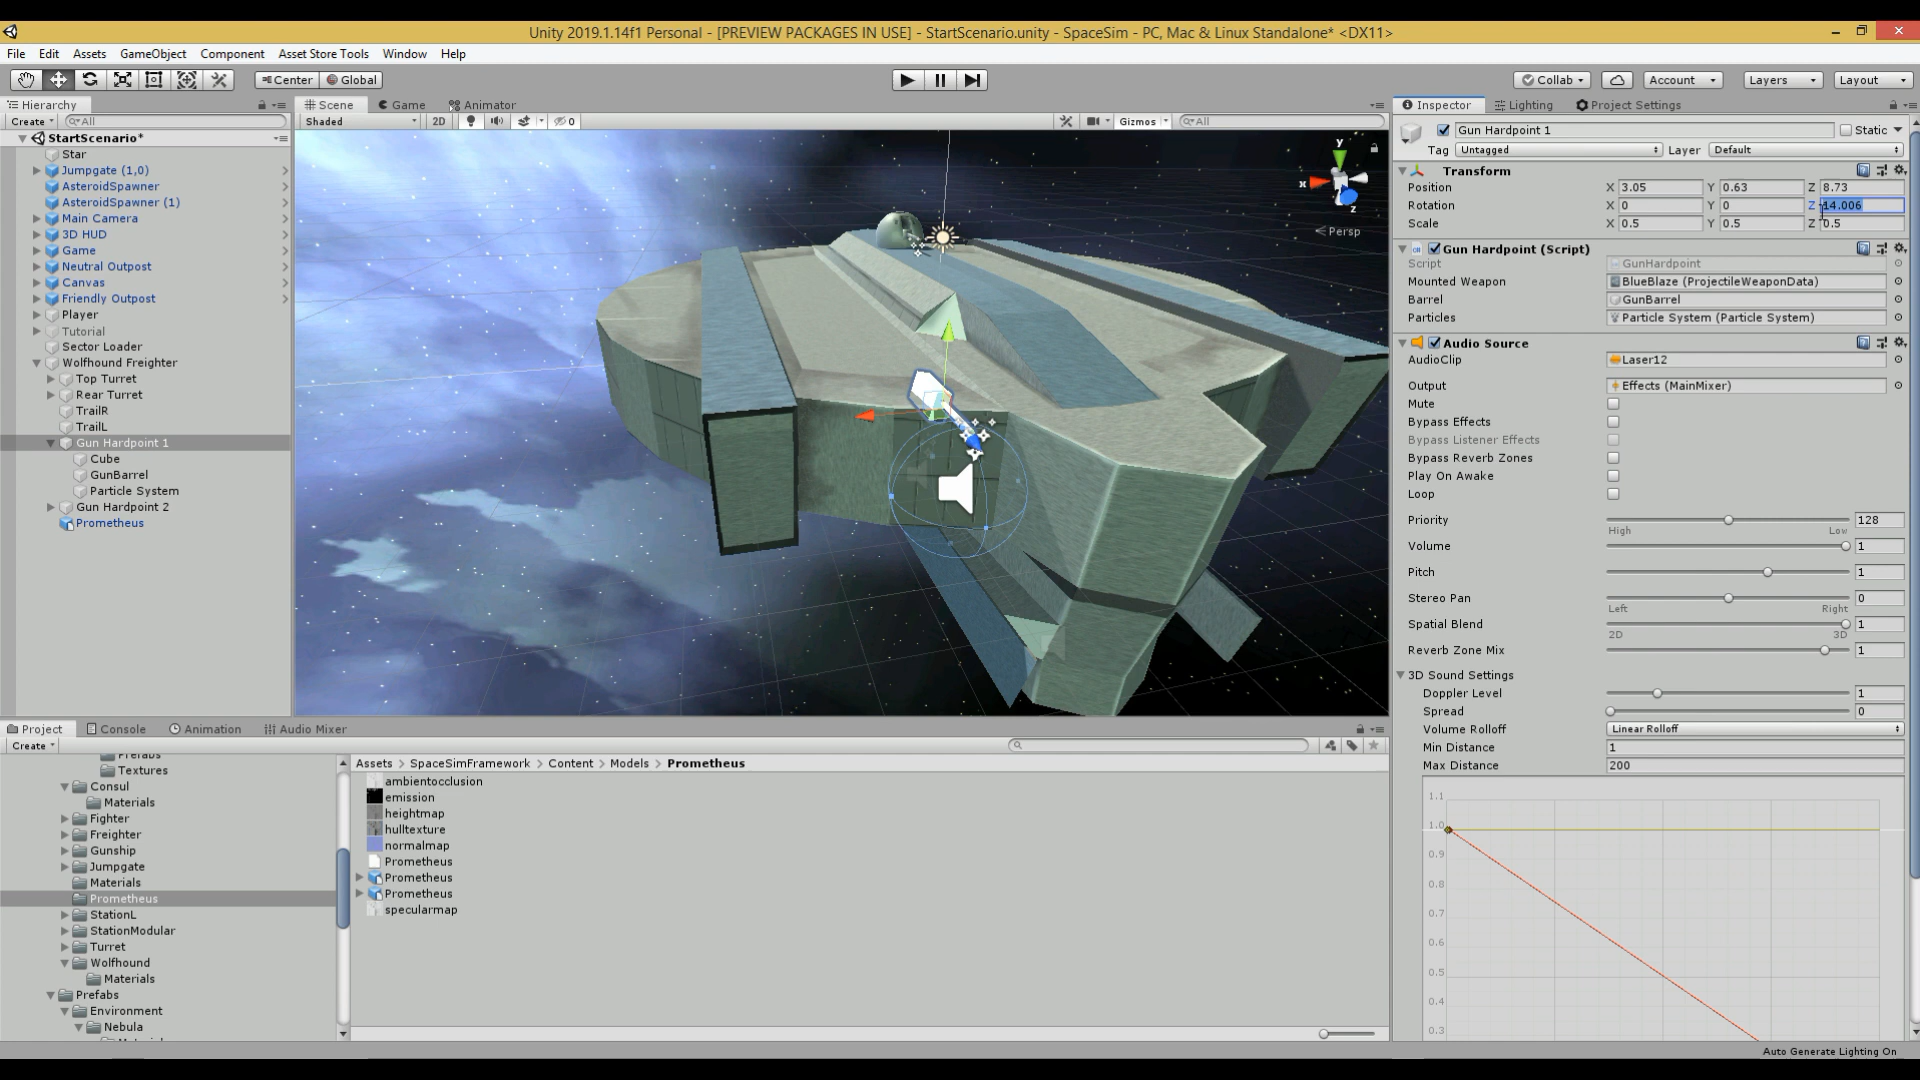 Unity 2019.1.14f1 Personal - [PREVIEW PACKAGES IN USE] - StartScenario.unity - SpaceSim - PC, Mac & Linux Standalone* <DX11>
File Edit Assets GameObject Component Asset Store Tools Window Help
Center Global Collab Account Layers Layout
Hierarchy
Create All
StartScenario*
Star
Jumpgate (1,0)
AsteroidSpawner
AsteroidSpawner (1)
Main Camera
3D HUD
Game
Neutral Outpost
Canvas
Friendly Outpost
Player
Tutorial
Sector Loader
Wolfhound Freighter
Top Turret
Rear Turret
TrailR
TrailL
Gun Hardpoint 1
Cube
GunBarrel
Particle System
Gun Hardpoint 2
Prometheus
Scene Game Animator
Shaded 2D 0 Gizmos All
y
x
z
Persp
Inspector Lighting Project Settings
Gun Hardpoint 1 Static
Tag Untagged Layer Default
Transform
Position X 3.05 Y 0.63 Z 8.73
Rotation X 0 Y 0 Z 14.006
Scale X 0.5 Y 0.5 Z 0.5
Gun Hardpoint (Script)
Script GunHardpoint
Mounted Weapon BlueBlaze (ProjectileWeaponData)
Barrel GunBarrel
Particles Particle System (Particle System)
Audio Source
AudioClip Laser12
Output Effects (MainMixer)
Mute
Bypass Effects
Bypass Listener Effects
Bypass Reverb Zones
Play On Awake
Loop
Priority 128
High Low
Volume 1
Pitch 1
Stereo Pan 0
Left Right
Spatial Blend 1
2D 3D
Reverb Zone Mix 1
3D Sound Settings
Doppler Level 1
Spread 0
Volume Rolloff Linear Rolloff
Min Distance 1
Max Distance 200
1.1
1.0
0.9
0.8
0.7
0.6
0.5
0.4
0.3
Project Console Animation Audio Mixer
Create
Prefabs
Textures
Consul
Materials
Fighter
Freighter
Gunship
Jumpgate
Materials
Prometheus
StationL
StationModular
Turret
Wolfhound
Materials
Prefabs
Environment
Nebula
Assets > SpaceSimFramework > Content > Models > Prometheus
ambientocclusion
emission
heightmap
hulltexture
normalmap
Prometheus
Prometheus
Prometheus
specularmap
Auto Generate Lighting On